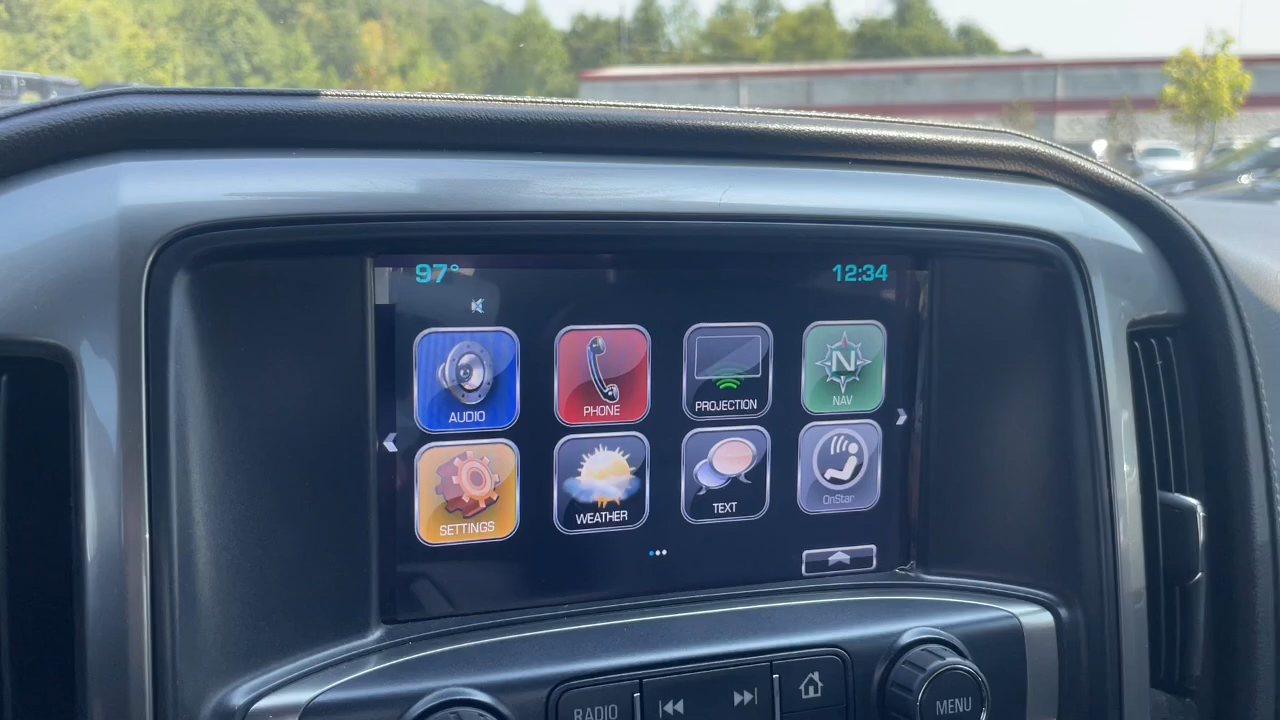 97°
12:34
AUDIO
PHONE
PROJECTION
N
NAV
SETTINGS
WEATHER
TEXT
OnStar
RADIO
MENU